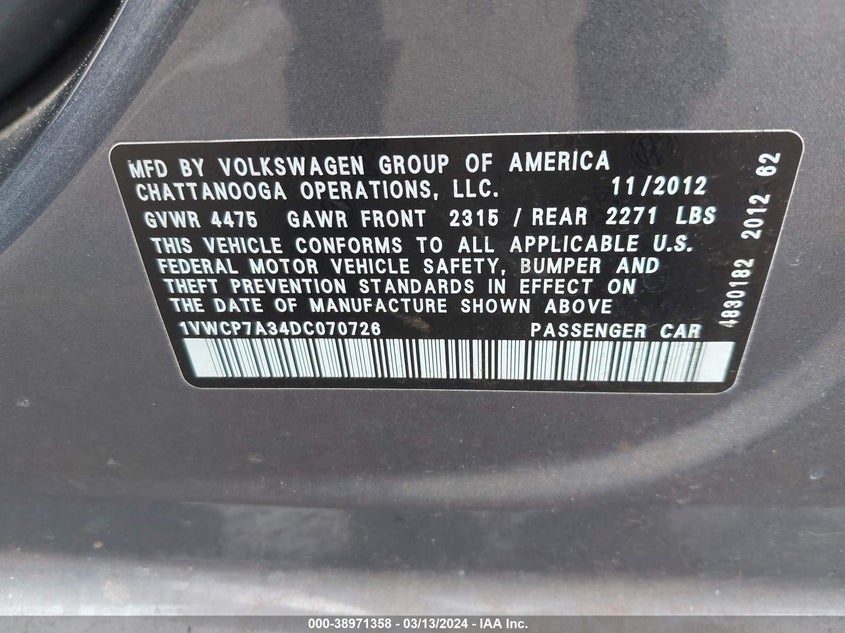 MFD BY VOLKSWAGEN GROUP OF AMERICA
CHATTANOOGA OPERATIONS, LLC. 11/2012
GVWR 4475 GAWR FRONT 2315 / REAR 2271 LBS
THIS VEHICLE CONFORMS TO ALL APPLICABLE U.S.
FEDERAL MOTOR VEHICLE SAFETY, BUMPER AND
THEFT PREVENTION STANDARDS IN EFFECT ON
THE DATE OF MANUFACTURE SHOWN ABOVE
1VWCP7A34DC070726 PASSENGER CAR
4830182 2012 62
000-38971358 - 03/13/2024 - IAA Inc.